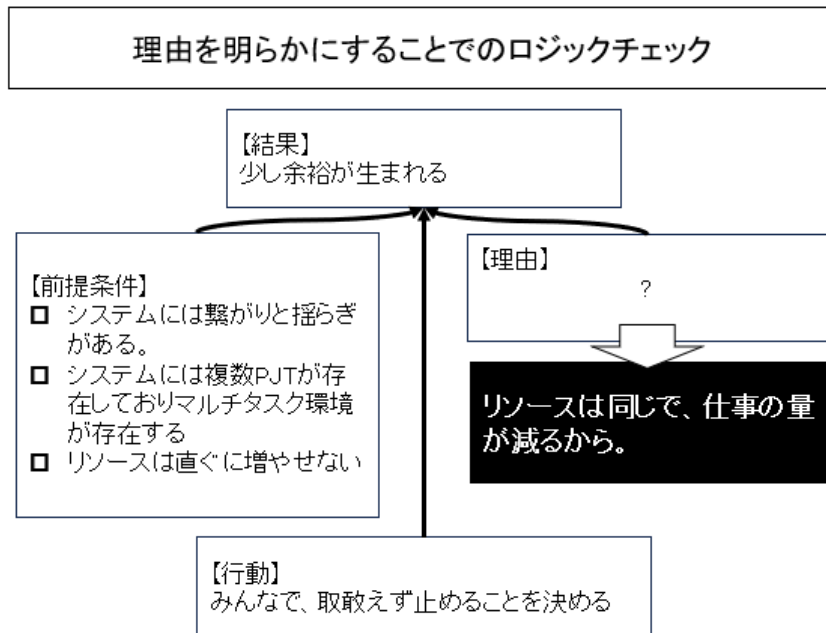 理由を明らかにすることでのロジックチェック
【結果】
少し余裕が生まれる
【前提条件】
システムには繋がりと揺らぎ
がある。
システムには複数PJTが存
在しておりマルチタスク環境
が存在する
リソースは直ぐに増やせない
【理由】
?
リソースは同じで、仕事の量
が減るから。
【行動】
みんなで、取敢えず止めることを決める